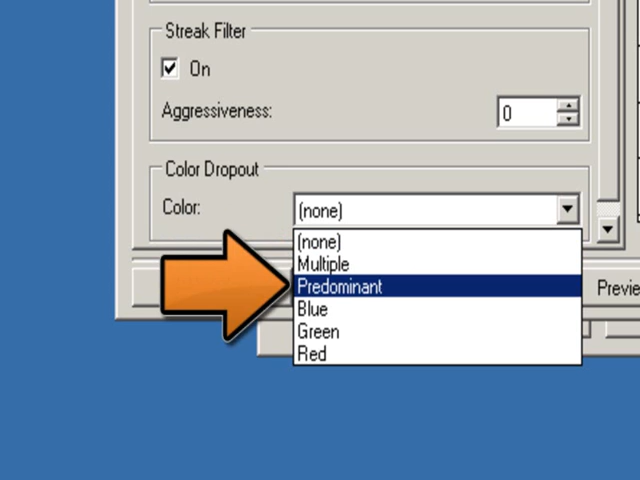 Streak Filter
On
Aggressiveness:
0
Color Dropout
Color:
(none)
(none)
Multiple
Predominant
Blue
Green
Red
Previe